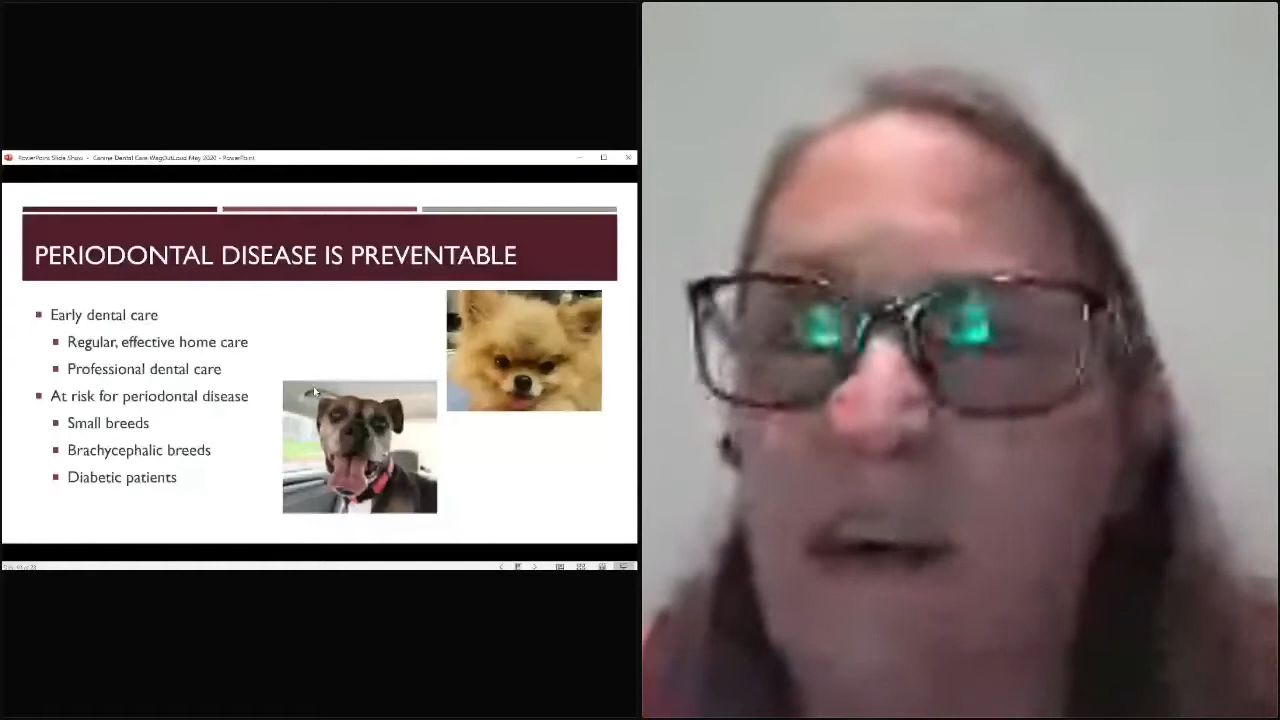 PowerPoint Slide Show - Canine Dental Care WagOutLoud May 2020 - PowerPoint
PERIODONTAL DISEASE IS PREVENTABLE
Early dental care
Regular, effective home care
Professional dental care
At risk for periodontal disease
Small breeds
Brachycephalic breeds
Diabetic patients